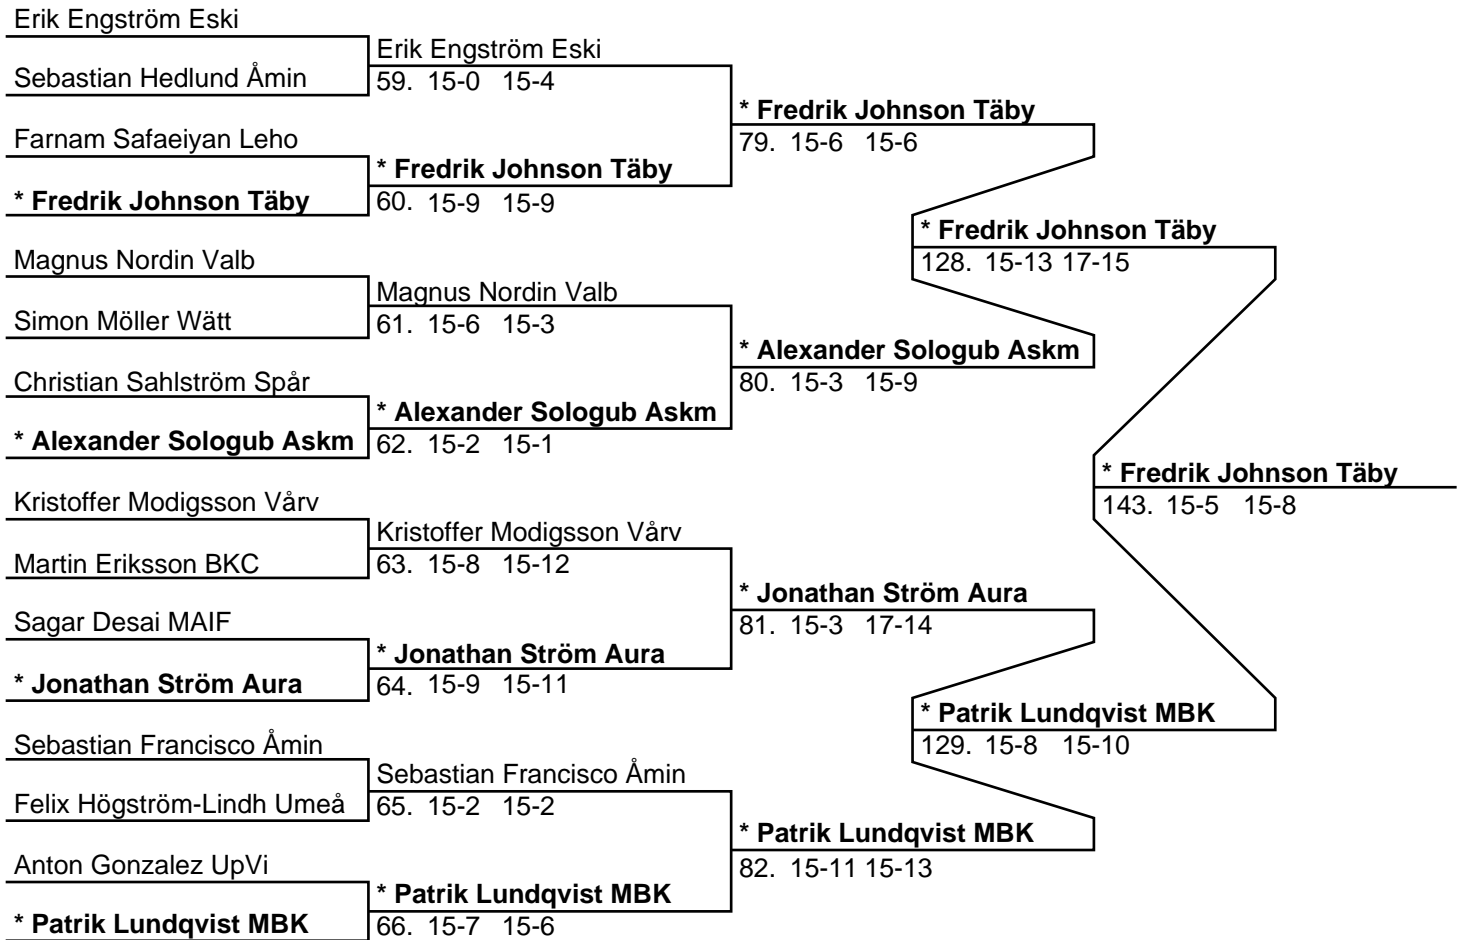 Erik Engström Eski
Sebastian Hedlund Åmin
Farnam Safaeiyan Leho
* Fredrik Johnson Täby
Magnus Nordin Valb
Simon Möller Wätt
Christian Sahlström Spår
* Alexander Sologub Askm
Kristoffer Modigsson Vårv
Martin Eriksson BKC
Sagar Desai MAIF
* Jonathan Ström Aura
Sebastian Francisco Åmin
Felix Högström-Lindh Umeå
Anton Gonzalez UpVi
* Patrik Lundqvist MBK
Erik Engström Eski
59. 15-0 15-4
* Fredrik Johnson Täby
60. 15-9 15-9
Magnus Nordin Valb
61. 15-6 15-3
* Alexander Sologub Askm
62. 15-2 15-1
Kristoffer Modigsson Vårv
63. 15-8 15-12
* Jonathan Ström Aura
64. 15-9 15-11
Sebastian Francisco Åmin
65. 15-2 15-2
* Patrik Lundqvist MBK
66. 15-7 15-6
* Fredrik Johnson Täby
79. 15-6 15-6
* Alexander Sologub Askm
80. 15-3 15-9
* Jonathan Ström Aura
81. 15-3 17-14
* Patrik Lundqvist MBK
82. 15-11 15-13
* Fredrik Johnson Täby
128. 15-13 17-15
* Patrik Lundqvist MBK
129. 15-8 15-10
* Fredrik Johnson Täby
143. 15-5 15-8